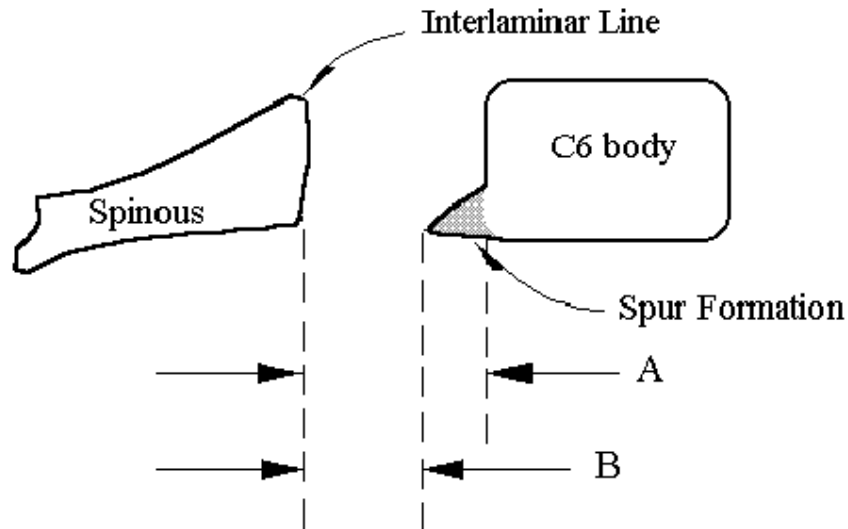 Interlaminar Line
C6 body
Spinous
Spur Formation
A
B